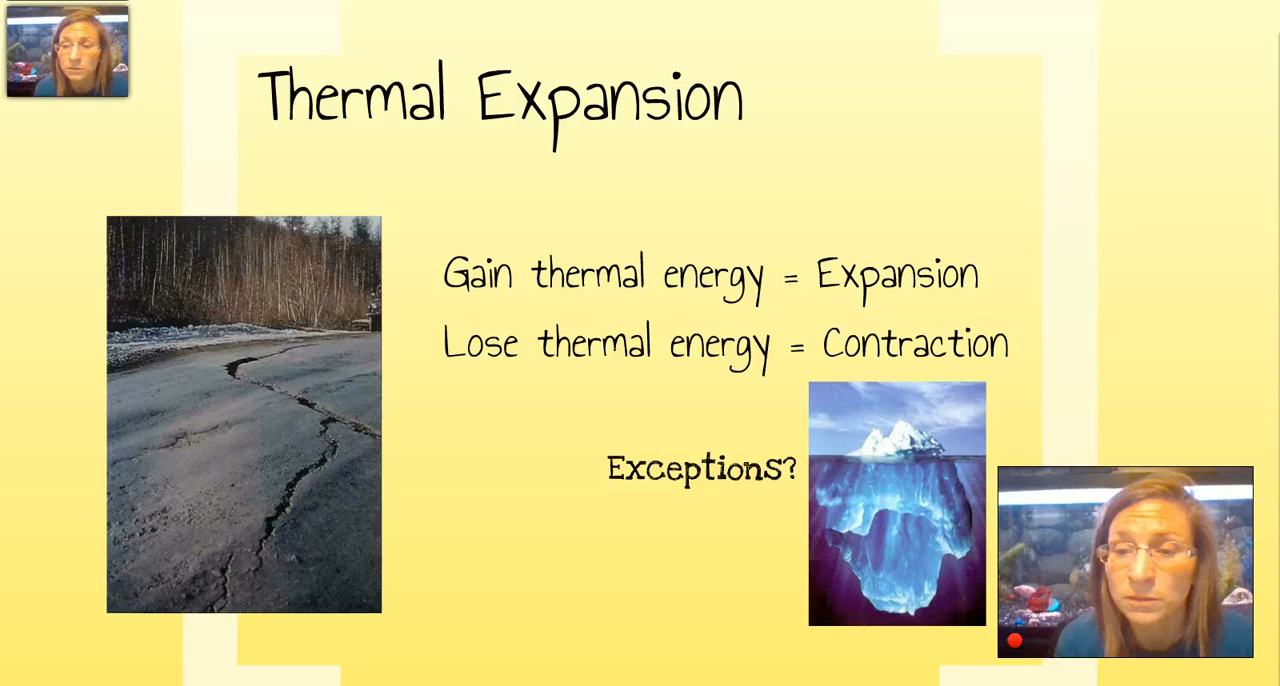 Thermal Expansion
Gain thermal energy = Expansion
Lose thermal energy = Contraction
Exceptions?